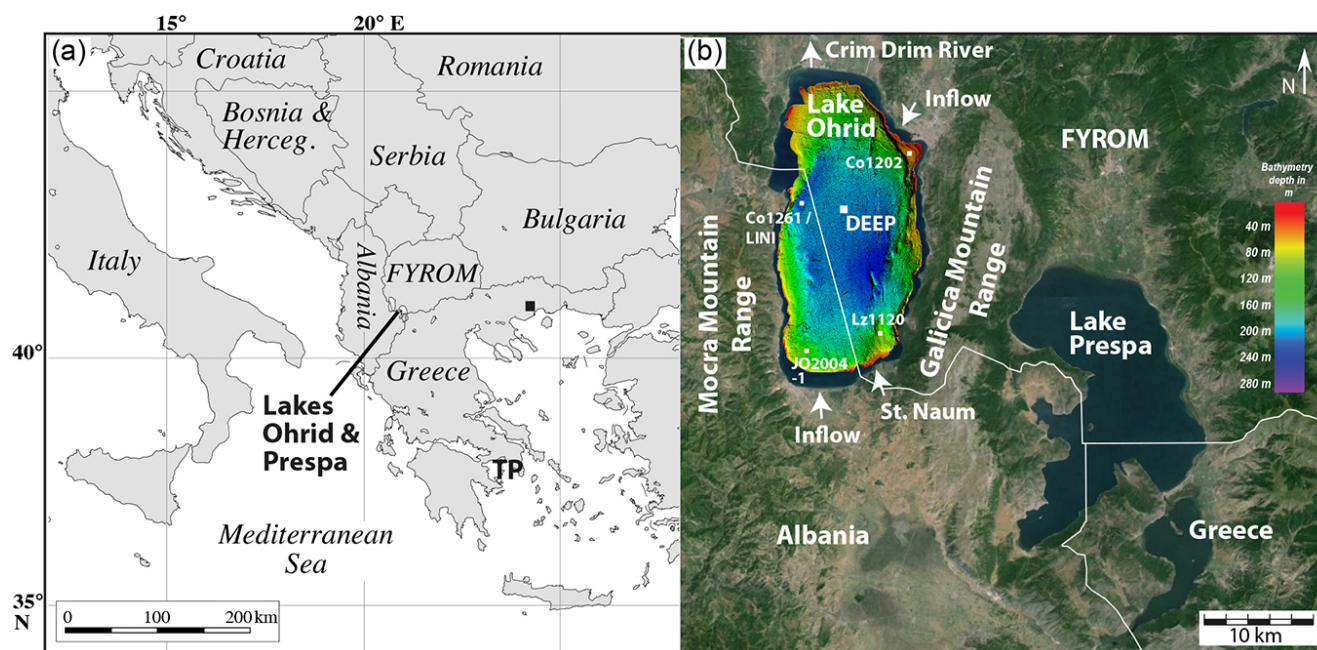 15°
20° E
(a)
Croatia
Romania
Bosnia &
Herceg.
Serbia
Bulgaria
Italy
Albania
FYROM
40°
Greece
Lakes
Ohrid &
Prespa
TP
Mediterranean
Sea
35°
N
0 100 200 km
(b)
Crim Drim River
N
Inflow
Lake
Ohrid
FYROM
Co1202
Bathymetry
depth in
m
40 m
80 m
120 m
160 m
200 m
240 m
280 m
Co1261 /
LINI
DEEP
Mocra Mountain
Range
Galicica Mountain
Range
Lz1120
Lake
Prespa
JO2004
-1
St. Naum
Inflow
Albania
Greece
10 km